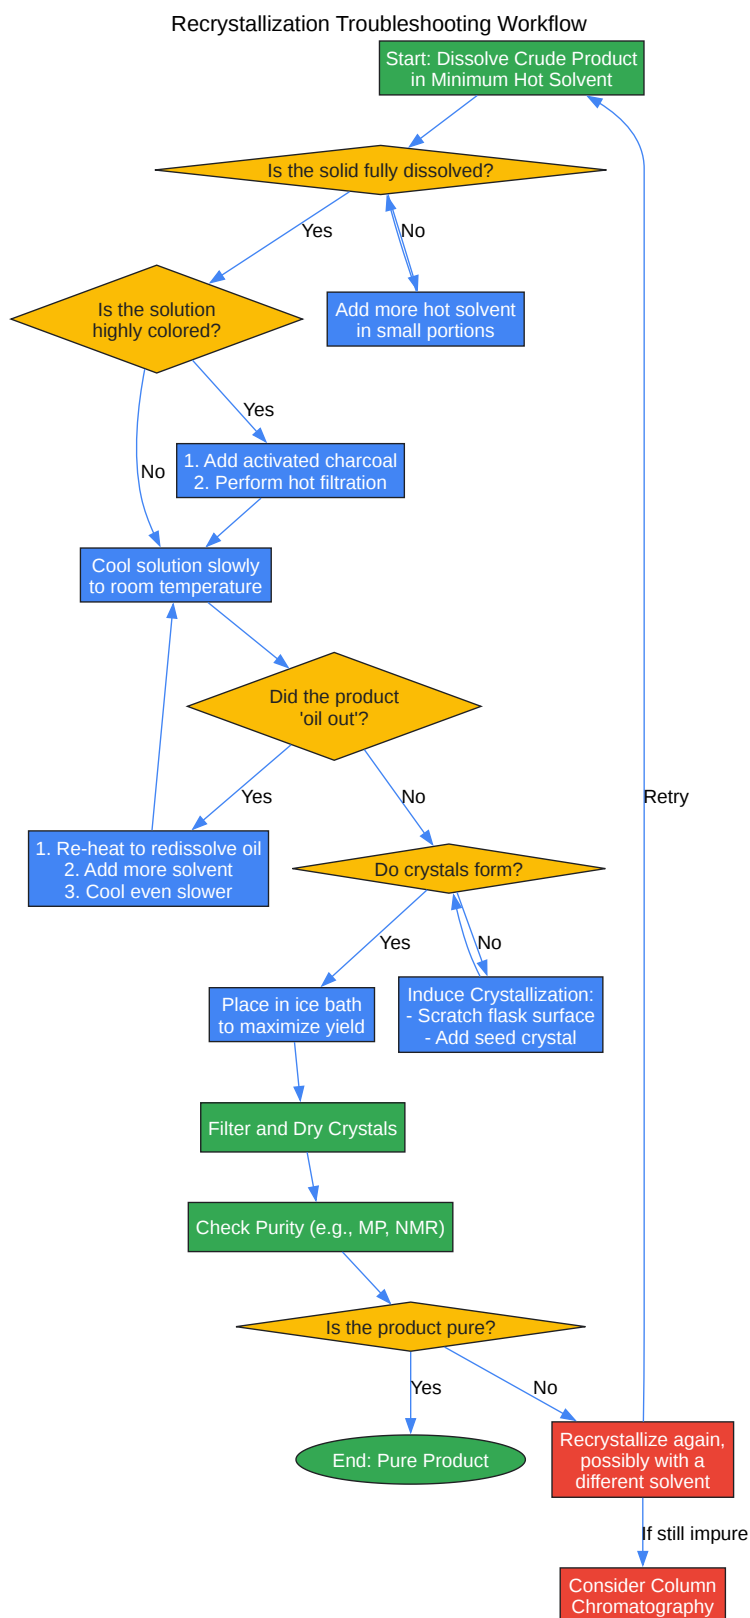 Recrystallization Troubleshooting Workflow
Start: Dissolve Crude Product
in Minimum Hot Solvent
Is the solid fully dissolved?
Yes
No
Is the solution
highly colored?
Add more hot solvent
in small portions
Yes
No
1. Add activated charcoal
2. Perform hot filtration
Cool solution slowly
to room temperature
Did the product
'oil out'?
Yes
No
Retry
1. Re-heat to redissolve oil
2. Add more solvent
3. Cool even slower
Do crystals form?
Yes
No
Place in ice bath
to maximize yield
Induce Crystallization:
- Scratch flask surface
- Add seed crystal
Filter and Dry Crystals
Check Purity (e.g., MP, NMR)
Is the product pure?
Yes
No
End: Pure Product
Recrystallize again,
possibly with a
different solvent
If still impure
Consider Column
Chromatography